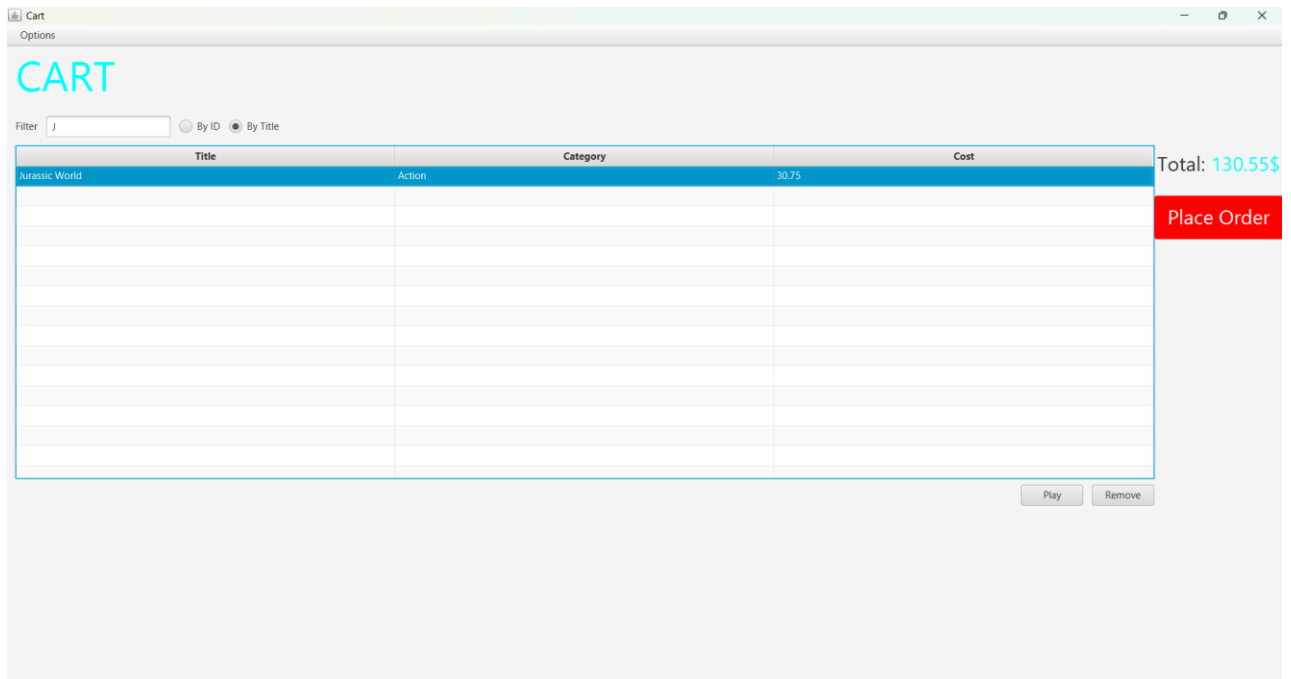 Cart
Options
CART
Filter J By ID By Title
Title Category Cost
Jurassic World Action 30.75
Total: 130.55$
Place Order
Play Remove